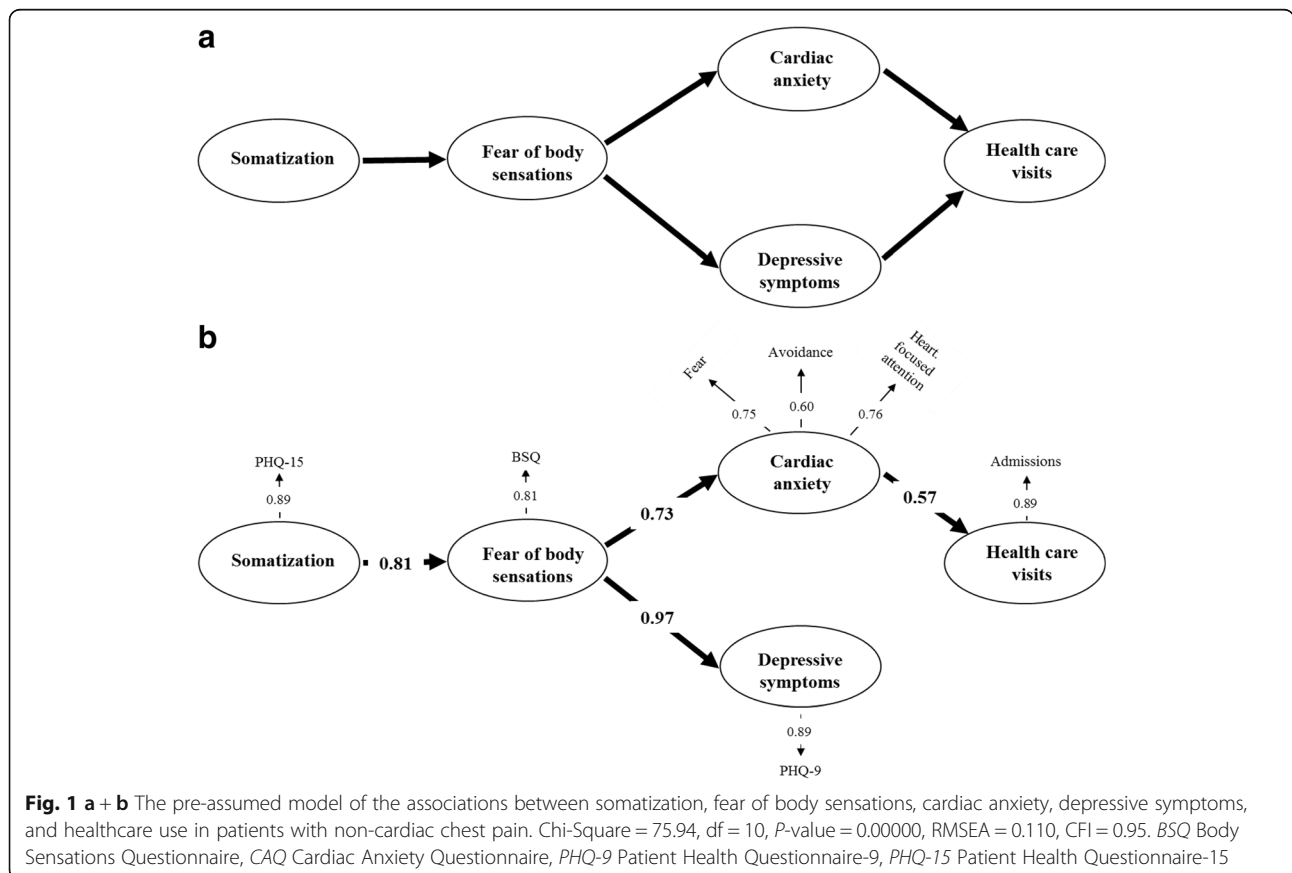 a
Cardiac
anxiety
Somatization
Fear of body
sensations
Health care
visits
Depressive
symptoms
b
Fear
Avoidance
Heart.
focused
attention
0.75
0.60
0.76
PHQ-15
BSQ
Cardiac
anxiety
Admissions
0.89
0.81
0.73
0.57
0.89
Somatization
0.81
Fear of body
sensations
Health care
visits
0.97
Depressive
symptoms
0.89
PHQ-9
Fig. 1 a + b The pre-assumed model of the associations between somatization, fear of body sensations, cardiac anxiety, depressive symptoms,
and healthcare use in patients with non-cardiac chest pain. Chi-Square = 75.94, df = 10, P-value = 0.00000, RMSEA = 0.110, CFI = 0.95. BSQ Body
Sensations Questionnaire, CAQ Cardiac Anxiety Questionnaire, PHQ-9 Patient Health Questionnaire-9, PHQ-15 Patient Health Questionnaire-15